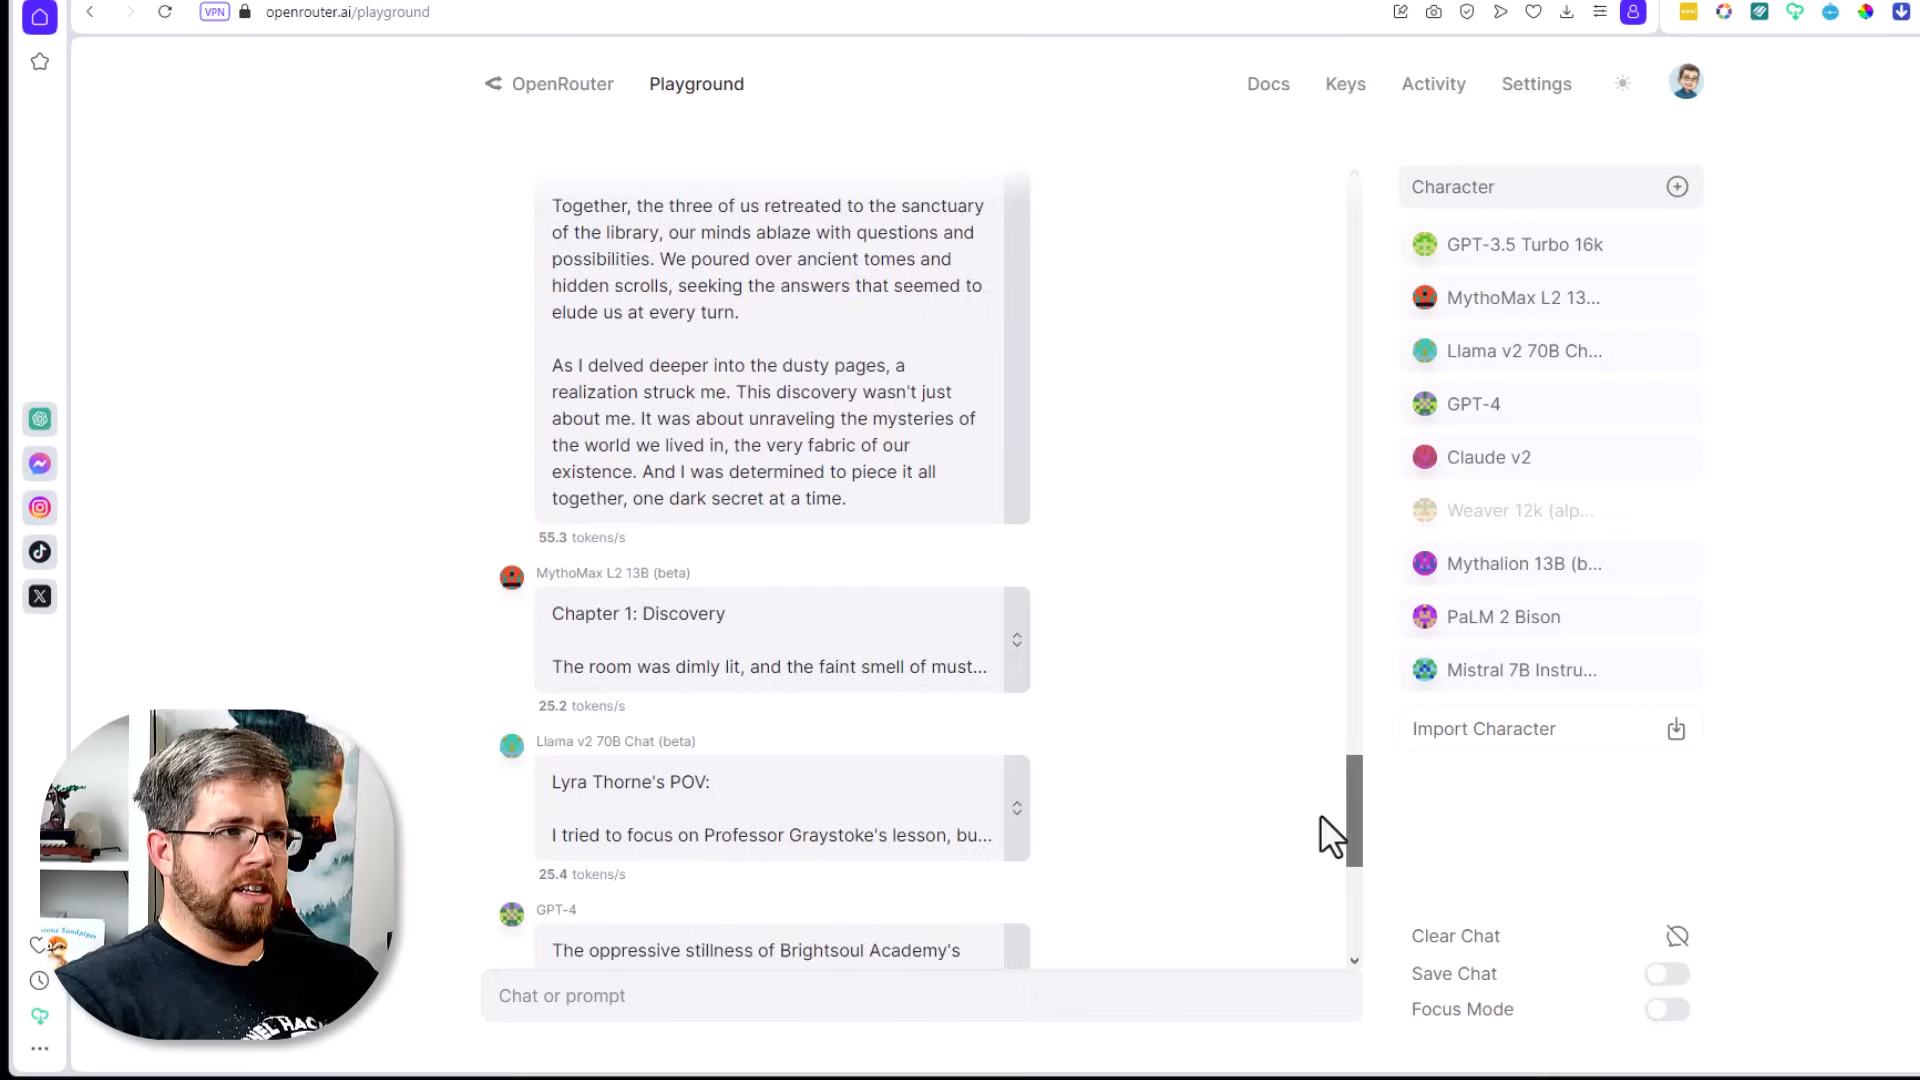 VPN openrouter.ai/playground
OpenRouter Playground Docs Keys Activity Settings
Together, the three of us retreated to the sanctuary
of the library, our minds ablaze with questions and
possibilities. We poured over ancient tomes and
hidden scrolls, seeking the answers that seemed to
elude us at every turn.
As I delved deeper into the dusty pages, a
realization struck me. This discovery wasn't just
about me. It was about unraveling the mysteries of
the world we lived in, the very fabric of our
existence. And I was determined to piece it all
together, one dark secret at a time.
55.3 tokens/s
MythoMax L2 13B (beta)
Chapter 1: Discovery
The room was dimly lit, and the faint smell of must...
25.2 tokens/s
Llama v2 70B Chat (beta)
Lyra Thorne's POV:
I tried to focus on Professor Graystoke's lesson, bu...
25.4 tokens/s
GPT-4
The oppressive stillness of Brightsoul Academy's
Chat or prompt
Character
GPT-3.5 Turbo 16k
MythoMax L2 13...
Llama v2 70B Ch...
GPT-4
Claude v2
Weaver 12k (alp...
Mythalion 13B (b...
PaLM 2 Bison
Mistral 7B Instru...
Import Character
Clear Chat
Save Chat
Focus Mode
Sandpiper